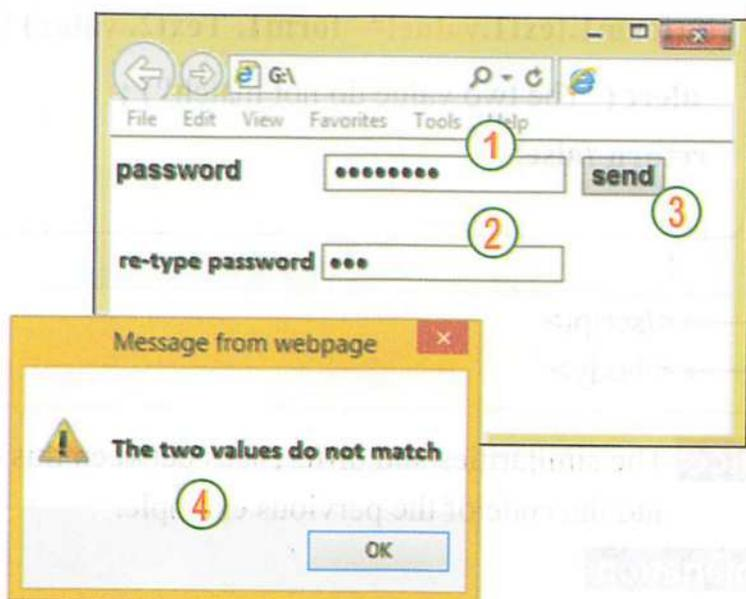 G:\
File Edit View Favorites Tools Help
1
password ●●●●●●●● send
3
2
re-type password ●●●
Message from webpage
The two values do not match
4
OK